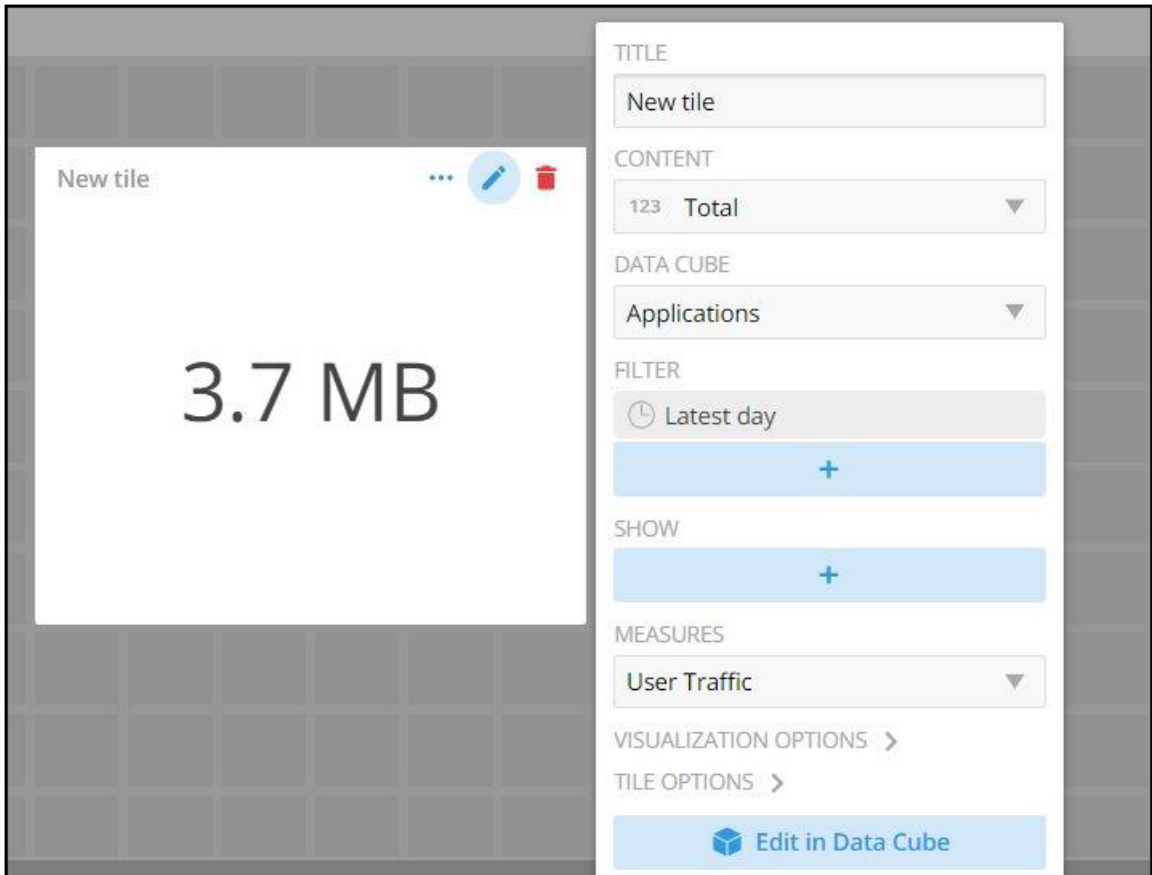 New tile
3.7 MB
TITLE
New tile
CONTENT
123 Total
DATA CUBE
Applications
FILTER
Latest day
+
SHOW
+
MEASURES
User Traffic
VISUALIZATION OPTIONS
TILE OPTIONS
Edit in Data Cube